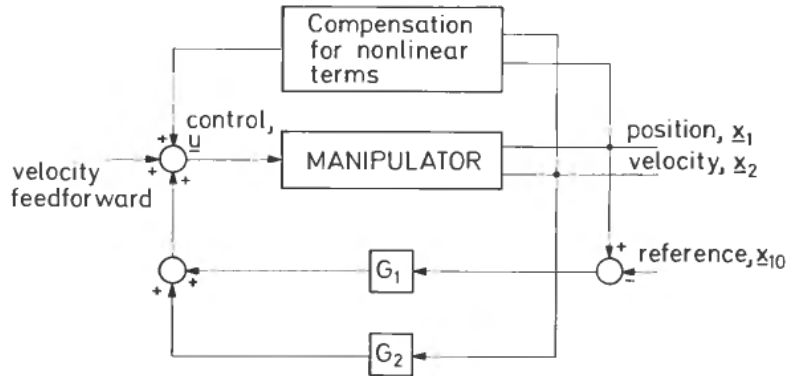 Compensation
for nonlinear
terms
+
control,
u
MANIPULATOR
position, x₁
velocity, x₂
+
+
velocity
feedforward
+
G₁
reference, x₁₀
-
+
+
G₂